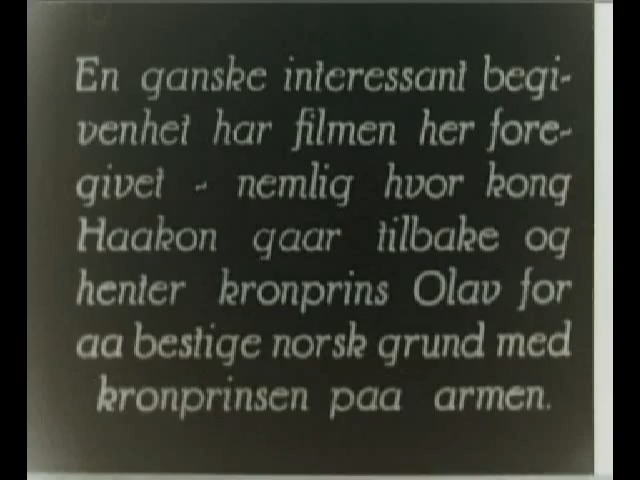 En ganske interessant begi-
venhet har filmen her fore-
givet - nemlig hvor kong
Haakon gaar tilbake og
henter kronprins Olav for
aa bestige norsk grund med
kronprinsen paa armen.